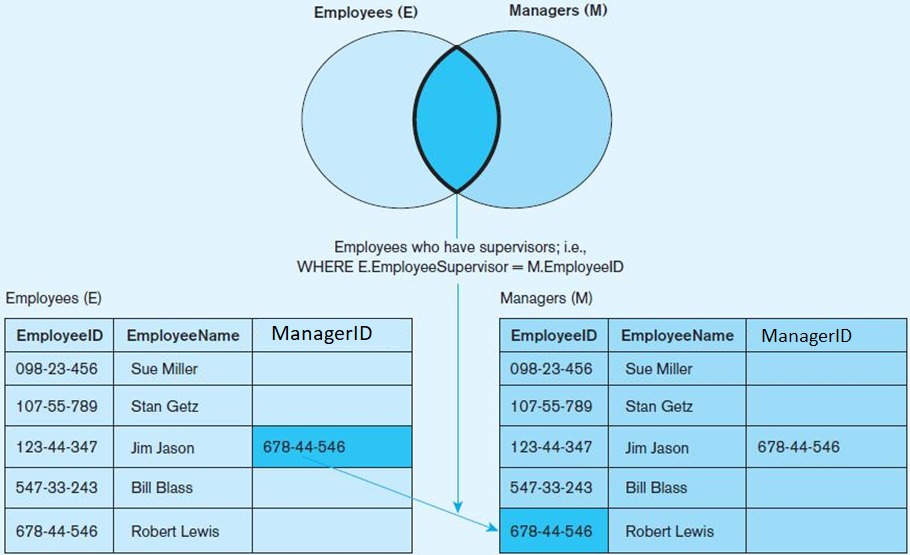 Employees (E)
Managers (M)
Employees who have supervisors; i.e.,
WHERE E.EmployeeSupervisor = M.EmployeeID
Employees (E)
EmployeeID EmployeeName ManagerID
098-23-456 Sue Miller
107-55-789 Stan Getz
123-44-347 Jim Jason 678-44-546
547-33-243 Bill Blass
678-44-546 Robert Lewis
Managers (M)
EmployeeID EmployeeName ManagerID
098-23-456 Sue Miller
107-55-789 Stan Getz
123-44-347 Jim Jason 678-44-546
547-33-243 Bill Blass
678-44-546 Robert Lewis